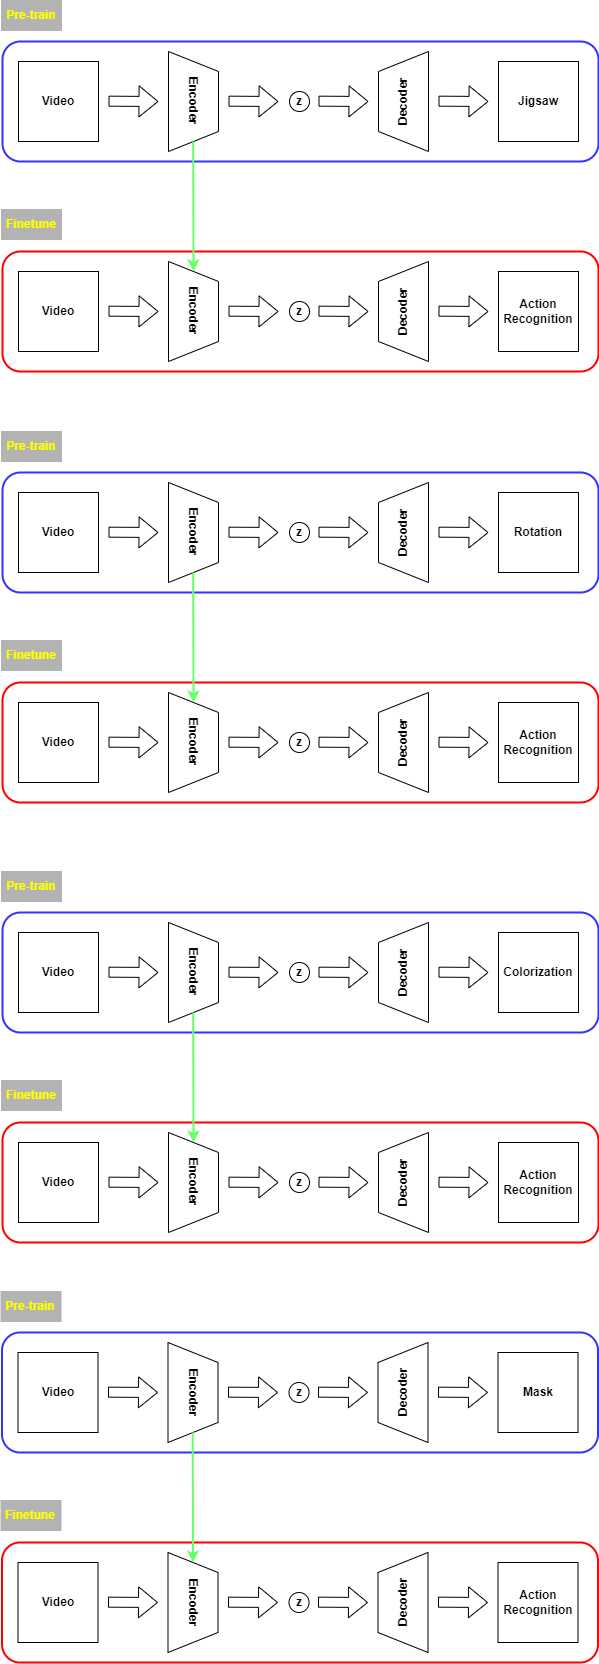 Pre-train
Video
Encoder
z
Decoder
Jigsaw
Finetune
Video
Encoder
z
Decoder
Action
Recognition
Pre-train
Video
Encoder
z
Decoder
Rotation
Finetune
Video
Encoder
z
Decoder
Action
Recognition
Pre-train
Video
Encoder
z
Decoder
Colorization
Finetune
Video
Encoder
z
Decoder
Action
Recognition
Pre-train
Video
Encoder
z
Decoder
Mask
Finetune
Video
Encoder
z
Decoder
Action
Recognition